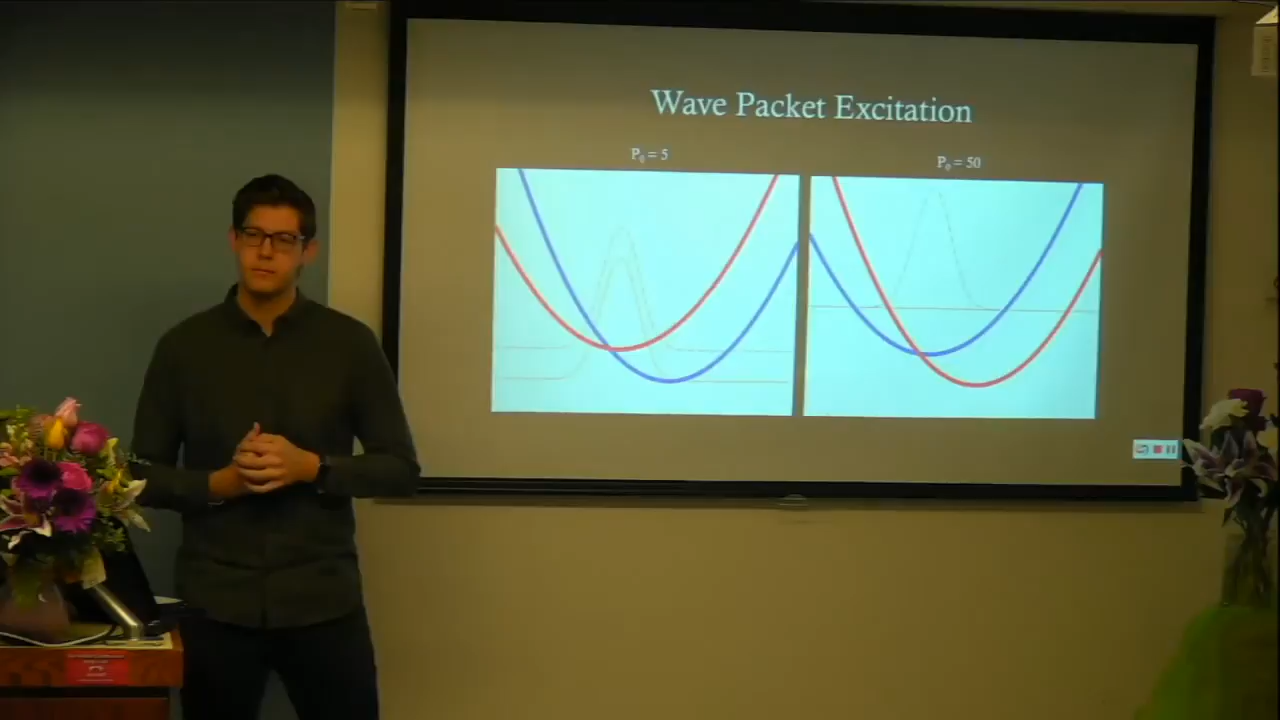 Wave Packet Excitation
P₀ = 5
P₀ = 50